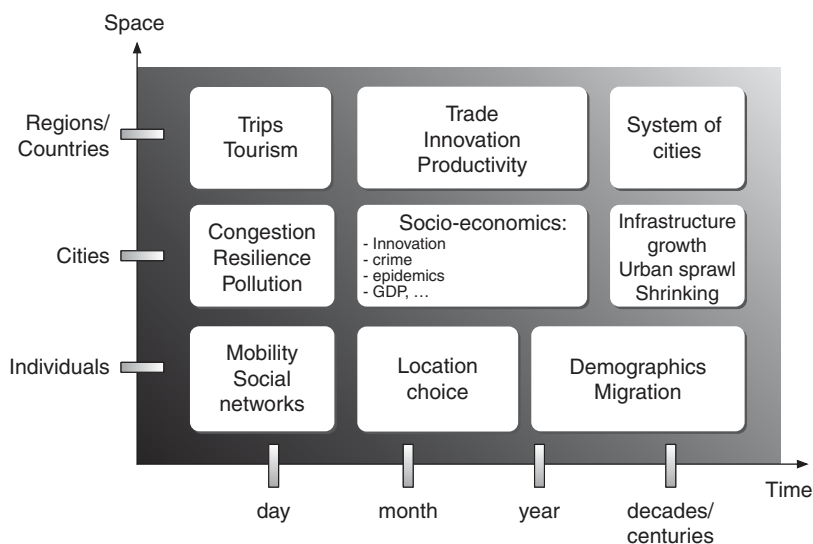 Space
Regions/
Countries
Trips
Tourism
Trade
Innovation
Productivity
System of
cities
Cities
Congestion
Resilience
Pollution
Socio-economics:
- Innovation
- crime
- epidemics
- GDP, ...
Infrastructure
growth
Urban sprawl
Shrinking
Individuals
Mobility
Social
networks
Location
choice
Demographics
Migration
Time
day
month
year
decades/
centuries